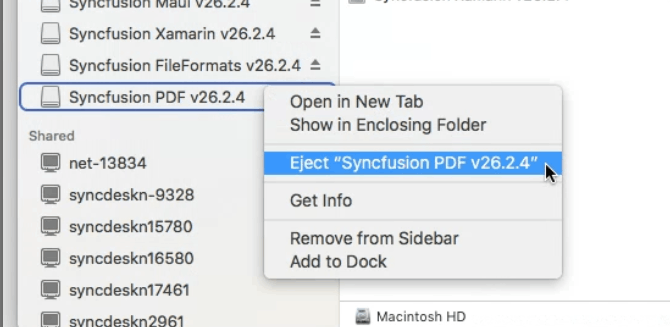 Syncfusion Maui v26.2.4
Syncfusion Xamarin v26.2.4
Syncfusion FileFormats v26.2.4
Syncfusion PDF v26.2.4
Open in New Tab
Show in Enclosing Folder
Eject “Syncfusion PDF v26.2.4”
Get Info
Remove from Sidebar
Add to Dock
Shared
net-13834
syncdeskn-9328
syncdeskn15780
syncdeskn16580
syncdeskn17461
syncdeskn2961
Macintosh HD